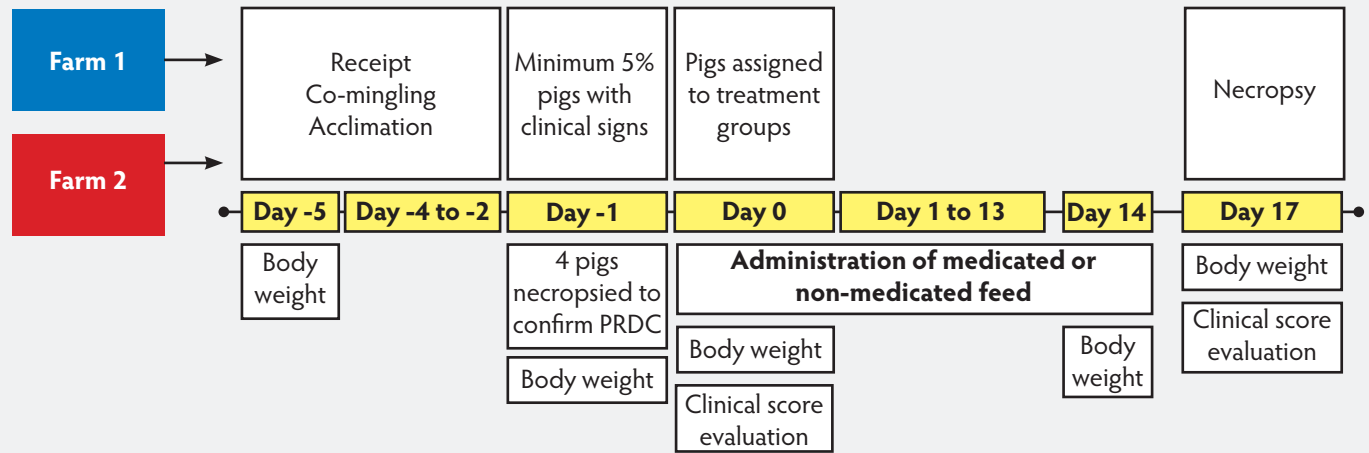 Farm 1
Farm 2
Receipt
Co-mingling
Acclimation
Minimum 5%
pigs with
clinical signs
Pigs assigned
to treatment
groups
Necropsy
Day -5
Day -4 to -2
Day -1
Day 0
Day 1 to 13
Day 14
Day 17
Body
weight
4 pigs
necropsied to
confirm PRDC
Body weight
Administration of medicated or
non-medicated feed
Body weight
Clinical score
evaluation
Body
weight
Body weight
Clinical score
evaluation